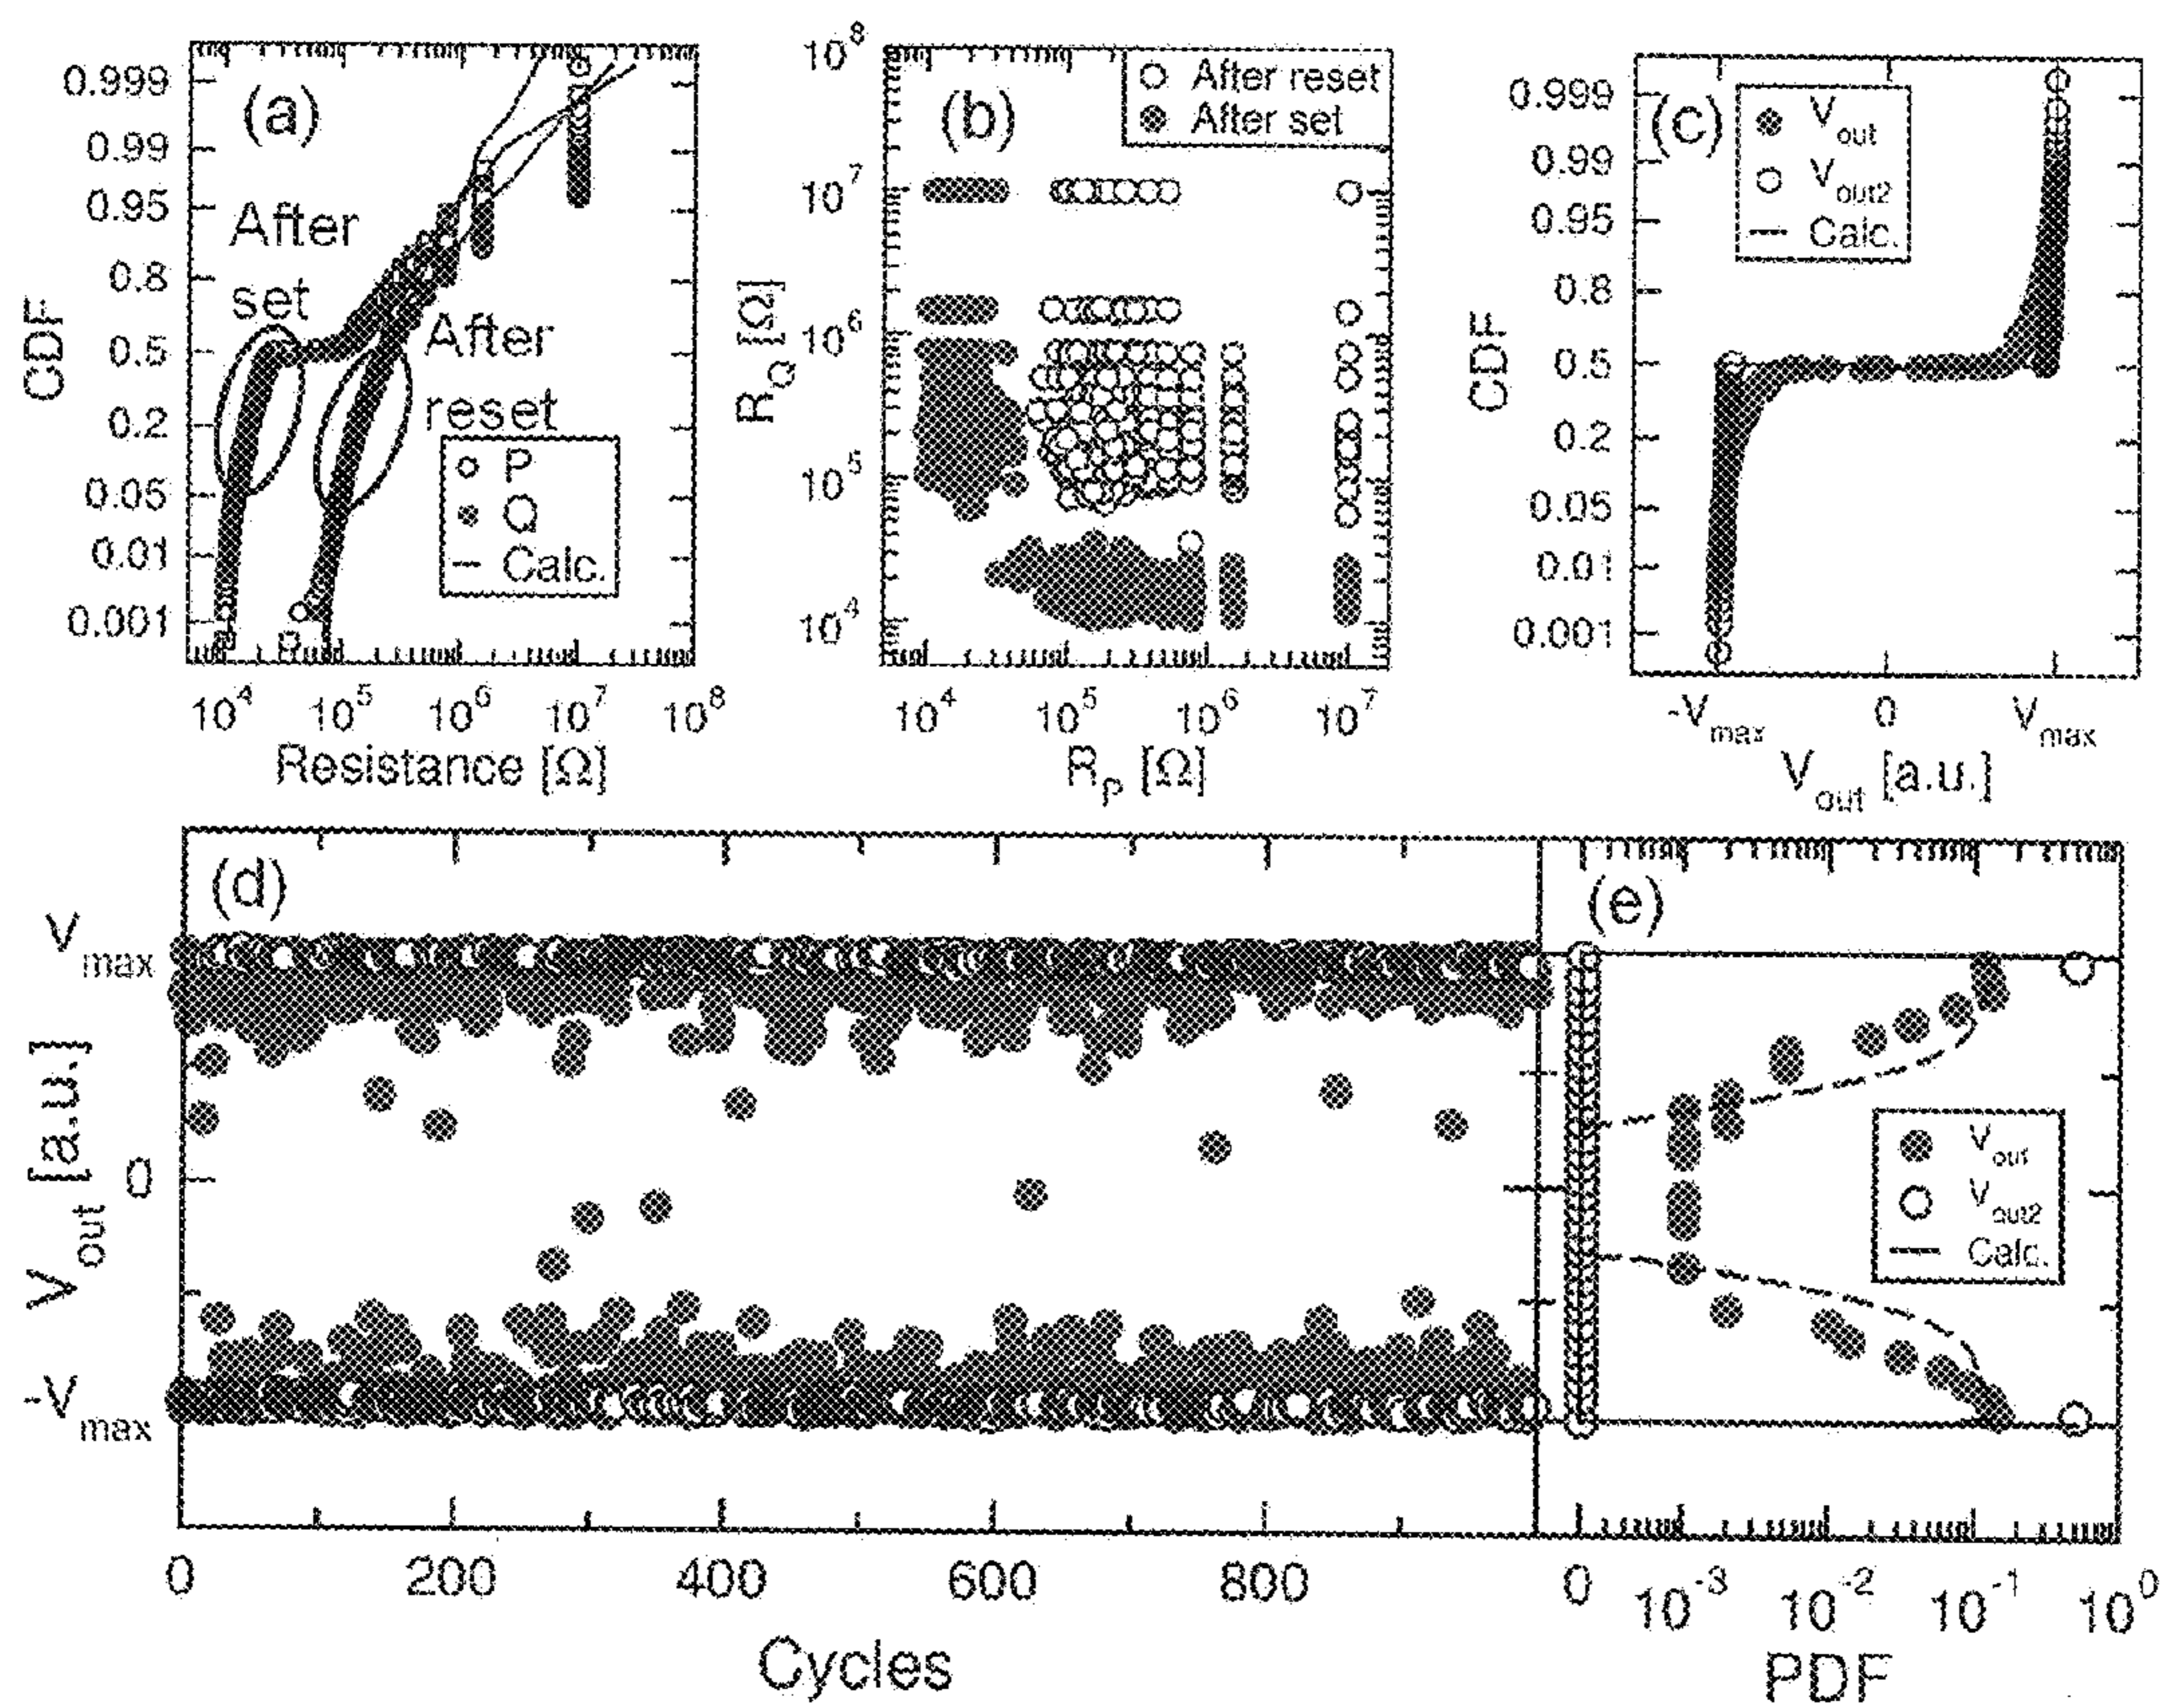 (a)
0.999
0.99
0.95
0.8
0.5
0.2
0.05
0.01
0.001
CDF
After
set
After
reset
P
Q
Calc.
10^4 10^5 10^6 10^7 10^8
Resistance [Ω]
(b)
After reset
After set
10^8
10^7
10^6
10^5
10^4
R_Q [Ω]
10^4 10^5 10^6 10^7
R_P [Ω]
(c)
V_out
V_out2
Calc.
0.999
0.99
0.95
0.8
0.5
0.2
0.05
0.01
0.001
CDF
-V_max 0 V_max
V_out [a.u.]
(d)
V_max
0
-V_max
V_out [a.u.]
0 200 400 600 800
Cycles
(e)
V_out
V_out2
Calc.
0 10^-3 10^-2 10^-1 10^0
PDF